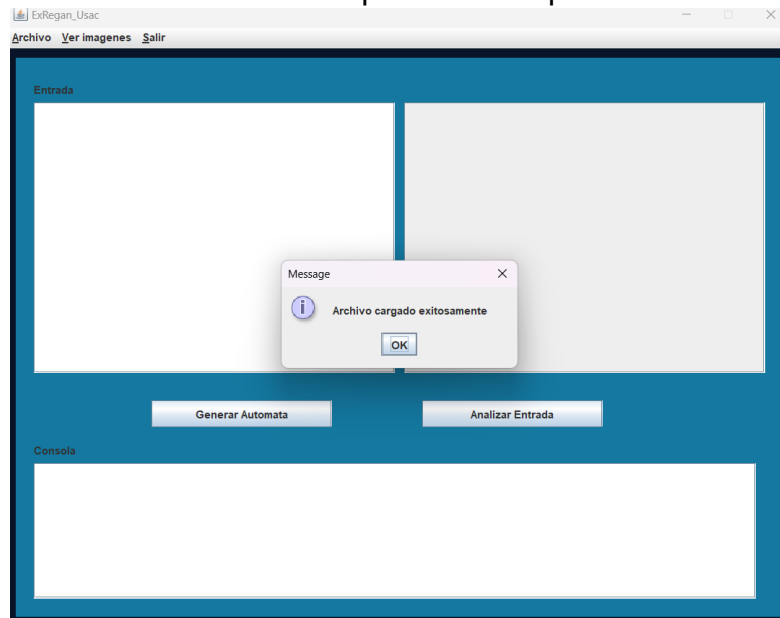 ExRegan_Usac
Archivo Ver imagenes Salir
Entrada
Message
Archivo cargado exitosamente
OK
Generar Automata Analizar Entrada
Consola